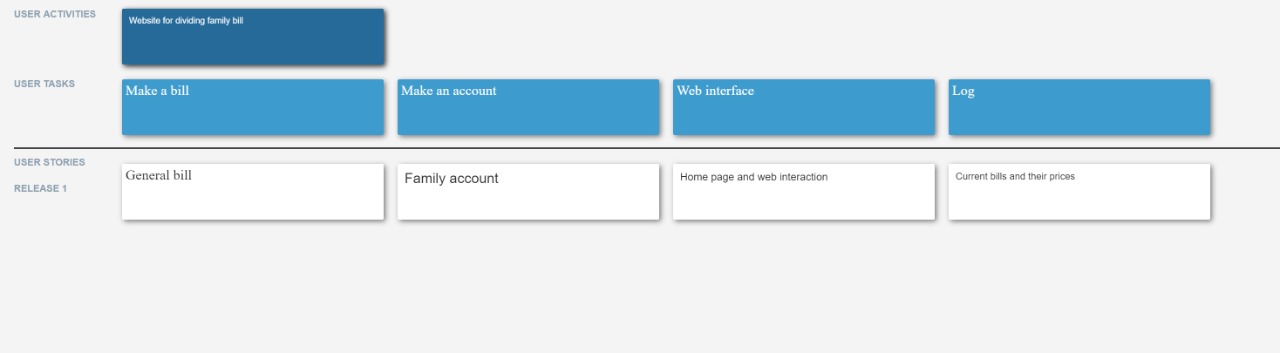 USER ACTIVITIES
Website for dividing family bill
USER TASKS
Make a bill
Make an account
Web interface
Log
USER STORIES
RELEASE 1
General bill
Family account
Home page and web interaction
Current bills and their prices